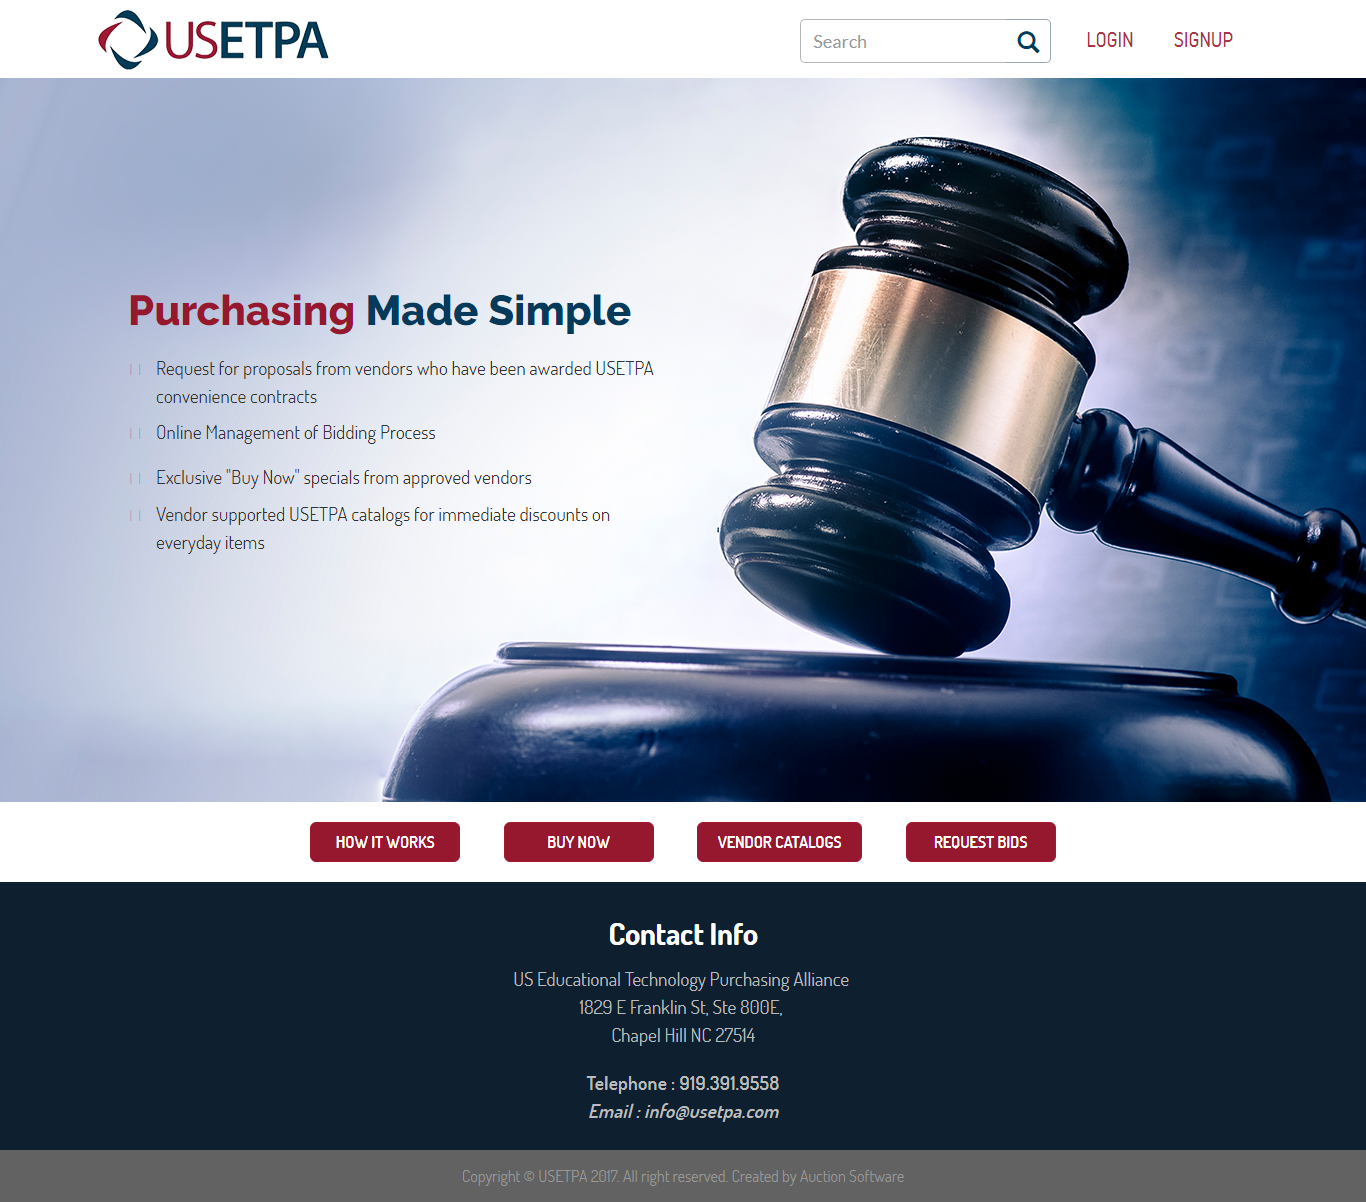 USETPA
Search
LOGIN
SIGNUP
Purchasing Made Simple
Request for proposals from vendors who have been awarded USETPA
convenience contracts
Online Management of Bidding Process
Exclusive "Buy Now" specials from approved vendors
Vendor supported USETPA catalogs for immediate discounts on
everyday items
HOW IT WORKS
BUY NOW
VENDOR CATALOGS
REQUEST BIDS
Contact Info
US Educational Technology Purchasing Alliance
1829 E Franklin St, Ste 800E,
Chapel Hill NC 27514
Telephone : 919.391.9558
Email : info@usetpa.com
Copyright © USETPA 2017. All right reserved. Created by Auction Software